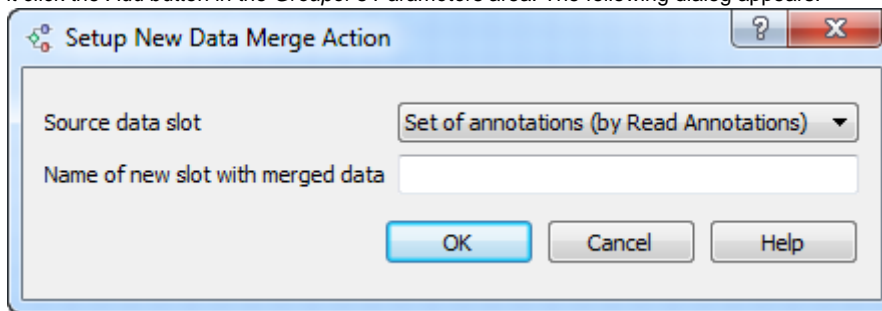 click the Add button in the Grouper's Parameters area. The following dialog appears:
Setup New Data Merge Action
?
X
Source data slot
Set of annotations (by Read Annotations)
Name of new slot with merged data
OK
Cancel
Help